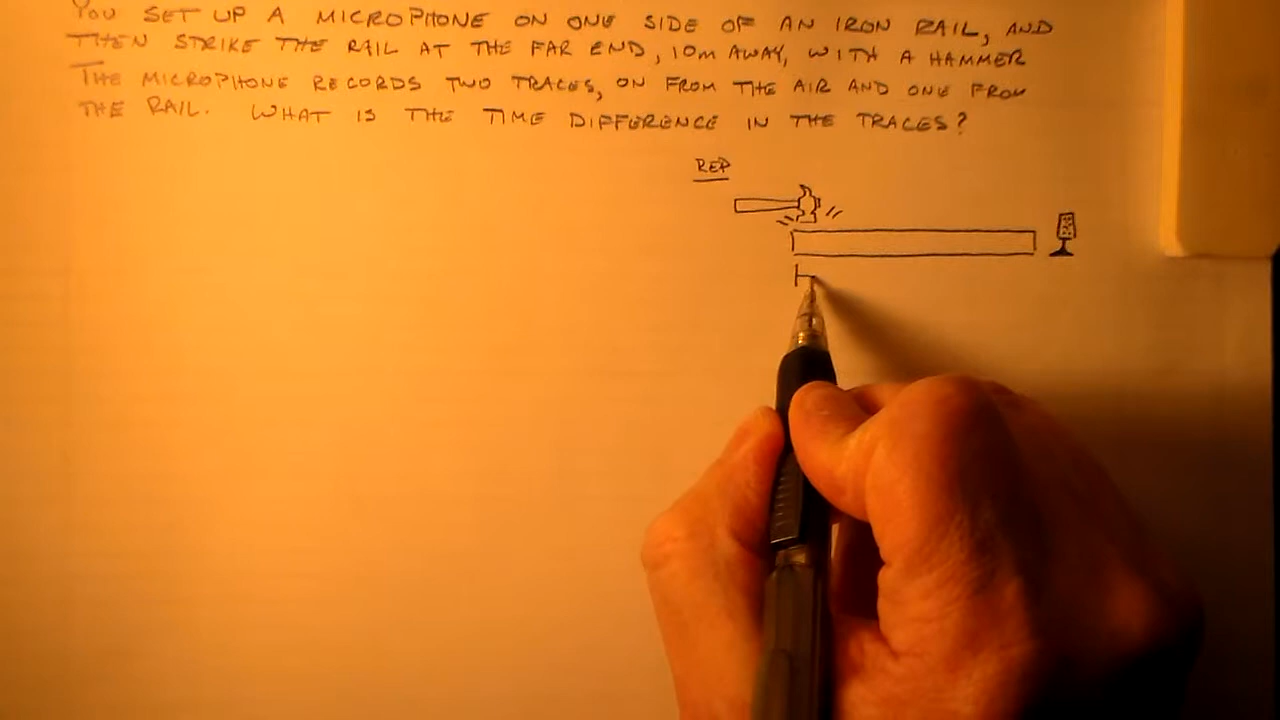 YOU SET UP A MICROPHONE ON ONE SIDE OF AN IRON RAIL, AND
THEN STRIKE THE RAIL AT THE FAR END, 10m AWAY, WITH A HAMMER
THE MICROPHONE RECORDS TWO TRACES, ON FROM THE AIR AND ONE FROM
THE RAIL. WHAT IS THE TIME DIFFERENCE IN THE TRACES?
REP